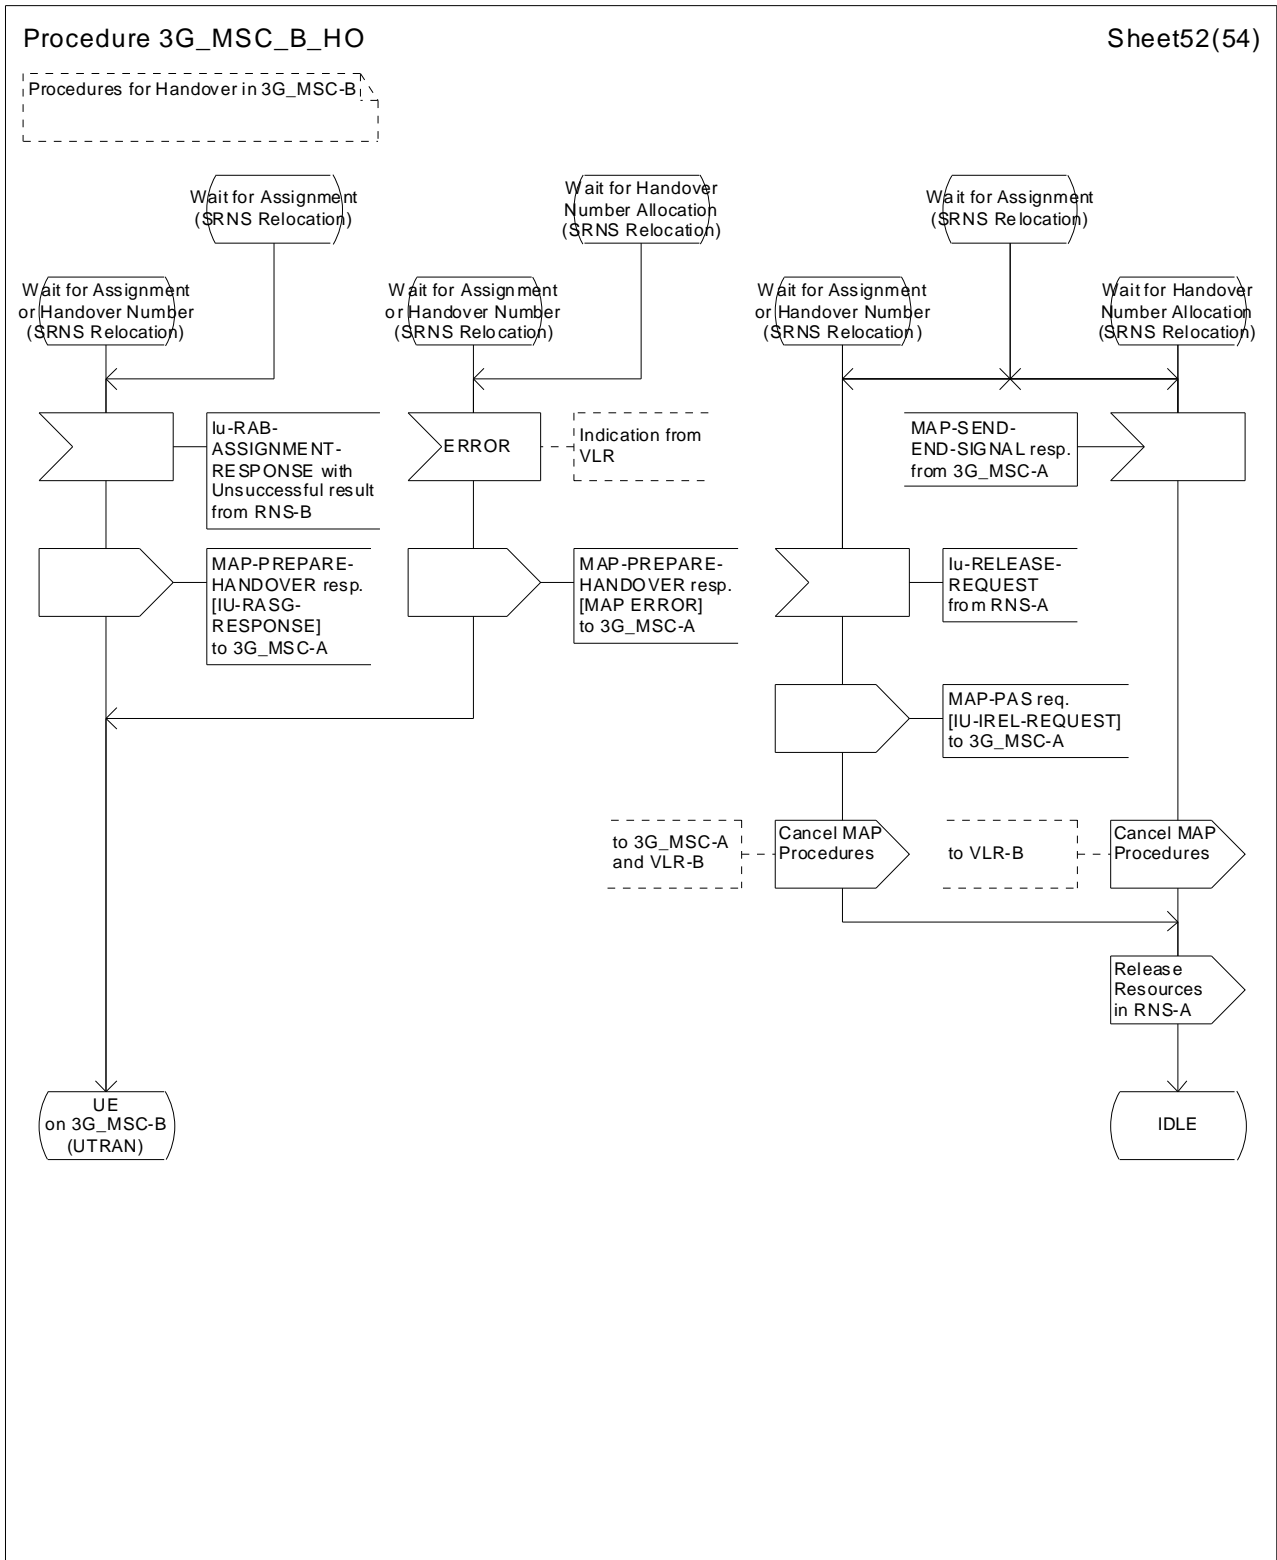 Procedure 3G_MSC_B_HO
Sheet52(54)
Procedures for Handover in 3G_MSC-B
Wait for Assignment
(SRNS Relocation)
Wait for Handover
Number Allocation
(SRNS Relocation)
Wait for Assignment
(SRNS Relocation)
Wait for Assignment
or Handover Number
(SRNS Relocation)
Wait for Assignment
or Handover Number
(SRNS Relocation)
Wait for Assignment
or Handover Number
(SRNS Relocation)
Wait for Handover
Number Allocation
(SRNS Relocation)
Iu-RAB-
ASSIGNMENT-
RESPONSE with
Unsuccessful result
from RNS-B
ERROR
Indication from
VLR
MAP-SEND-
END-SIGNAL resp.
from 3G_MSC-A
MAP-PREPARE-
HANDOVER resp.
[IU-RASG-
RESPONSE]
to 3G_MSC-A
MAP-PREPARE-
HANDOVER resp.
[MAP ERROR]
to 3G_MSC-A
Iu-RELEASE-
REQUEST
from RNS-A
MAP-PAS req.
[IU-IREL-REQUEST]
to 3G_MSC-A
to 3G_MSC-A
and VLR-B
Cancel MAP
Procedures
to VLR-B
Cancel MAP
Procedures
Release
Resources
in RNS-A
UE
on 3G_MSC-B
(UTRAN)
IDLE